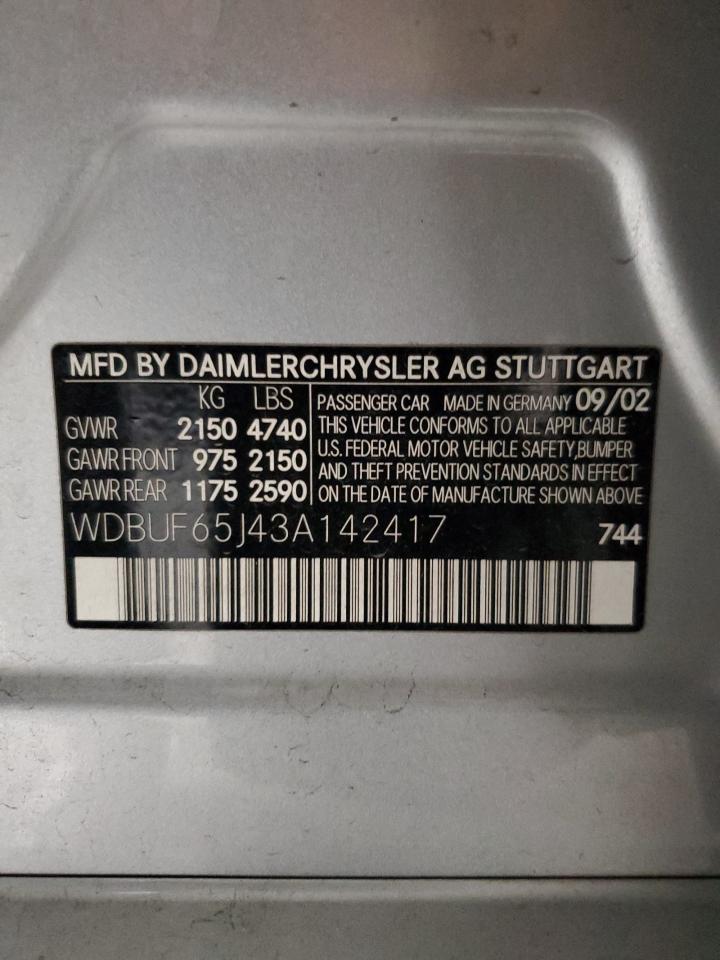 MFD BY DAIMLERCHRYSLER AG STUTTGART
KG LBS
GVWR 2150 4740
GAWR FRONT 975 2150
GAWR REAR 1175 2590
PASSENGER CAR MADE IN GERMANY 09/02
THIS VEHICLE CONFORMS TO ALL APPLICABLE
U.S. FEDERAL MOTOR VEHICLE SAFETY,BUMPER
AND THEFT PREVENTION STANDARDS IN EFFECT
ON THE DATE OF MANUFACTURE SHOWN ABOVE
WDBUF65J43A142417 744